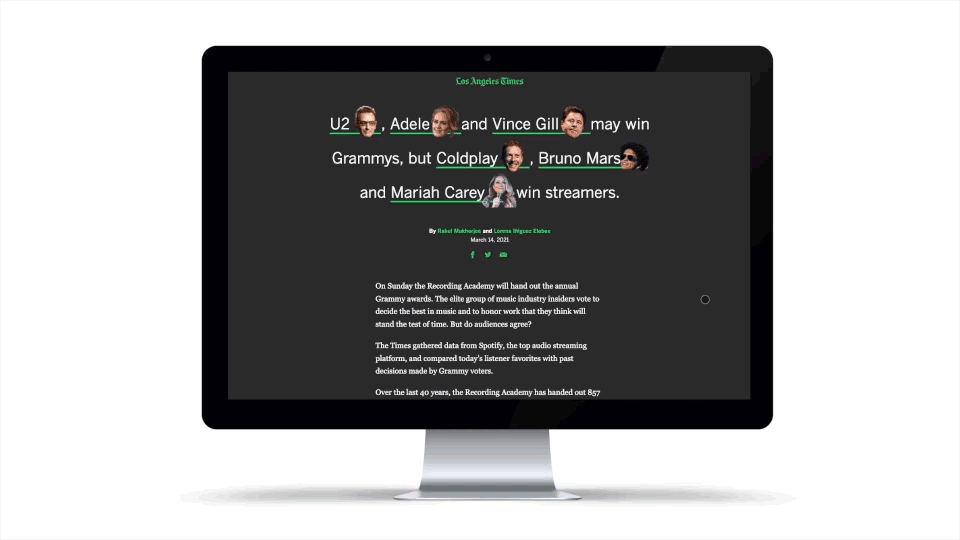 Los Angeles Times
U2 , Adele and Vince Gill may win
Grammys, but Coldplay , Bruno Mars
and Mariah Carey win streamers.
By Rahul Mukherjee and Lorena Iñiguez Elebee
March 14, 2021
On Sunday the Recording Academy will hand out the annual
Grammy awards. The elite group of music industry insiders vote to
decide the best in music and to honor work that they think will
stand the test of time. But do audiences agree?
The Times gathered data from Spotify, the top audio streaming
platform, and compared today's listener favorites with past
decisions made by Grammy voters.
Over the last 40 years, the Recording Academy has handed out 857